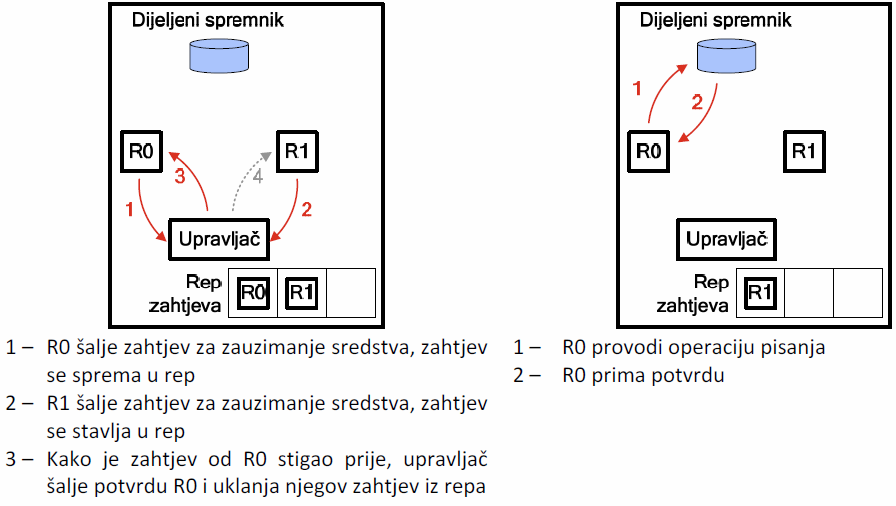 Dijeljeni spremnik
R0
R1
1
3
4
2
Upravljač
Rep
zahtjeva
R0
R1
1 – R0 šalje zahtjev za zauzimanje sredstva, zahtjev
se sprema u rep
2 – R1 šalje zahtjev za zauzimanje sredstva, zahtjev
se stavlja u rep
3 – Kako je zahtjev od R0 stigao prije, upravljač
šalje potvrdu R0 i uklanja njegov zahtjev iz repa
Dijeljeni spremnik
1
2
R0
R1
Upravljač
Rep
zahtjeva
R1
1 – R0 provodi operaciju pisanja
2 – R0 prima potvrdu